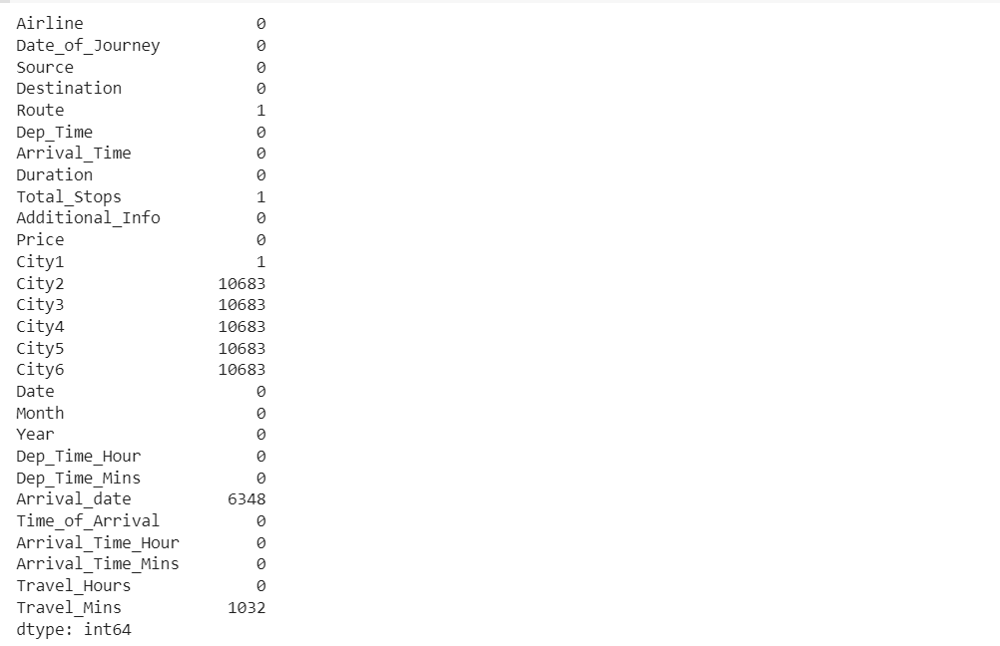 Airline 0
Date_of_Journey 0
Source 0
Destination 0
Route 1
Dep_Time 0
Arrival_Time 0
Duration 0
Total_Stops 1
Additional_Info 0
Price 0
City1 1
City2 10683
City3 10683
City4 10683
City5 10683
City6 10683
Date 0
Month 0
Year 0
Dep_Time_Hour 0
Dep_Time_Mins 0
Arrival_date 6348
Time_of_Arrival 0
Arrival_Time_Hour 0
Arrival_Time_Mins 0
Travel_Hours 0
Travel_Mins 1032
dtype: int64